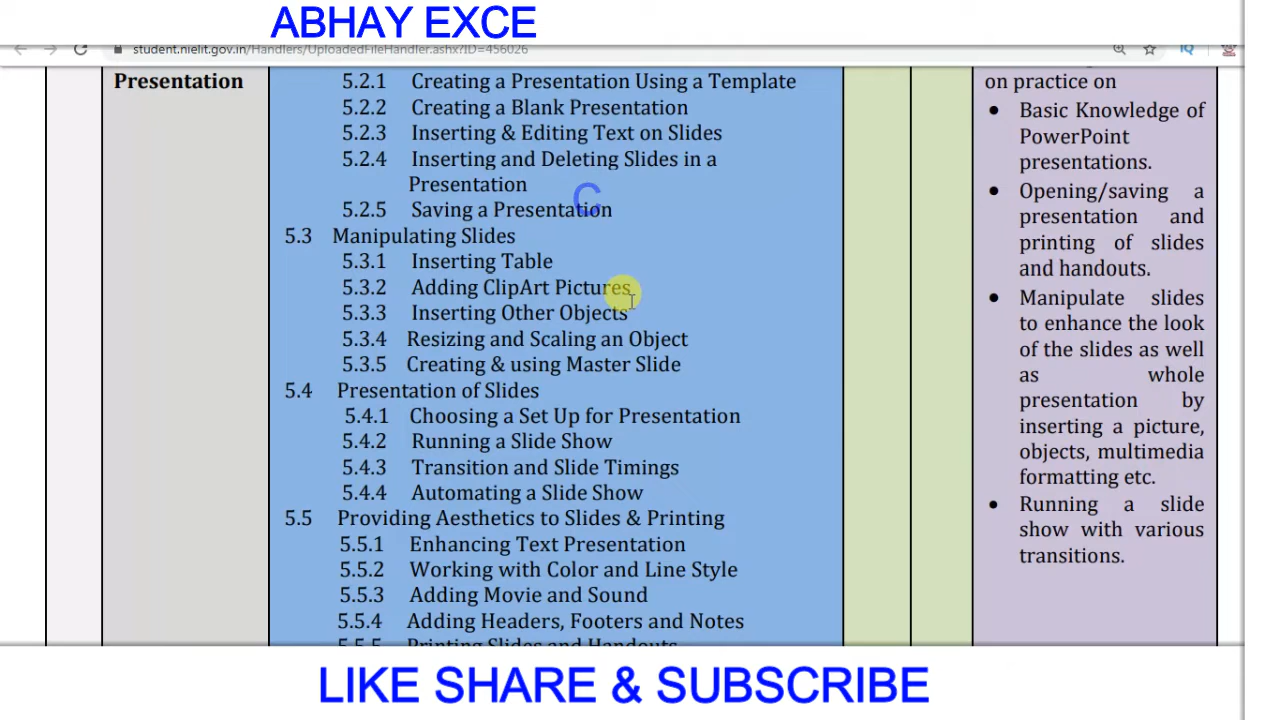 ABHAY EXCE
student.nielit.gov.in/Handlers/UploadedFileHandler.ashx?ID=456026
IQ
Presentation
5.2.1 Creating a Presentation Using a Template
5.2.2 Creating a Blank Presentation
5.2.3 Inserting & Editing Text on Slides
5.2.4 Inserting and Deleting Slides in a
Presentation
C
5.2.5 Saving a Presentation
5.3 Manipulating Slides
5.3.1 Inserting Table
5.3.2 Adding ClipArt Pictures
5.3.3 Inserting Other Objects
5.3.4 Resizing and Scaling an Object
5.3.5 Creating & using Master Slide
5.4 Presentation of Slides
5.4.1 Choosing a Set Up for Presentation
5.4.2 Running a Slide Show
5.4.3 Transition and Slide Timings
5.4.4 Automating a Slide Show
5.5 Providing Aesthetics to Slides & Printing
5.5.1 Enhancing Text Presentation
5.5.2 Working with Color and Line Style
5.5.3 Adding Movie and Sound
5.5.4 Adding Headers, Footers and Notes
5.5.5 Printing Slides and Handouts
on practice on
• Basic Knowledge of
PowerPoint
presentations.
• Opening/saving a
presentation and
printing of slides
and handouts.
• Manipulate slides
to enhance the look
of the slides as well
as whole
presentation by
inserting a picture,
objects, multimedia
formatting etc.
• Running a slide
show with various
transitions.
LIKE SHARE & SUBSCRIBE